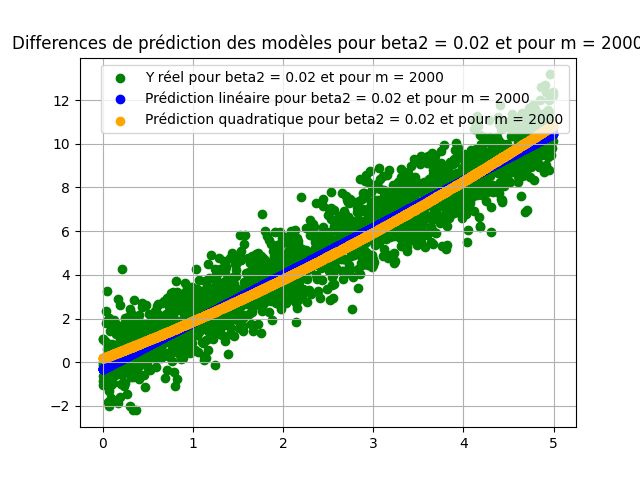 Differences de prédiction des modèles pour beta2 = 0.02 et pour m = 2000
Y réel pour beta2 = 0.02 et pour m = 2000
Prédiction linéaire pour beta2 = 0.02 et pour m = 2000
Prédiction quadratique pour beta2 = 0.02 et pour m = 2000
12
10
8
6
4
2
0
−2
0 1 2 3 4 5